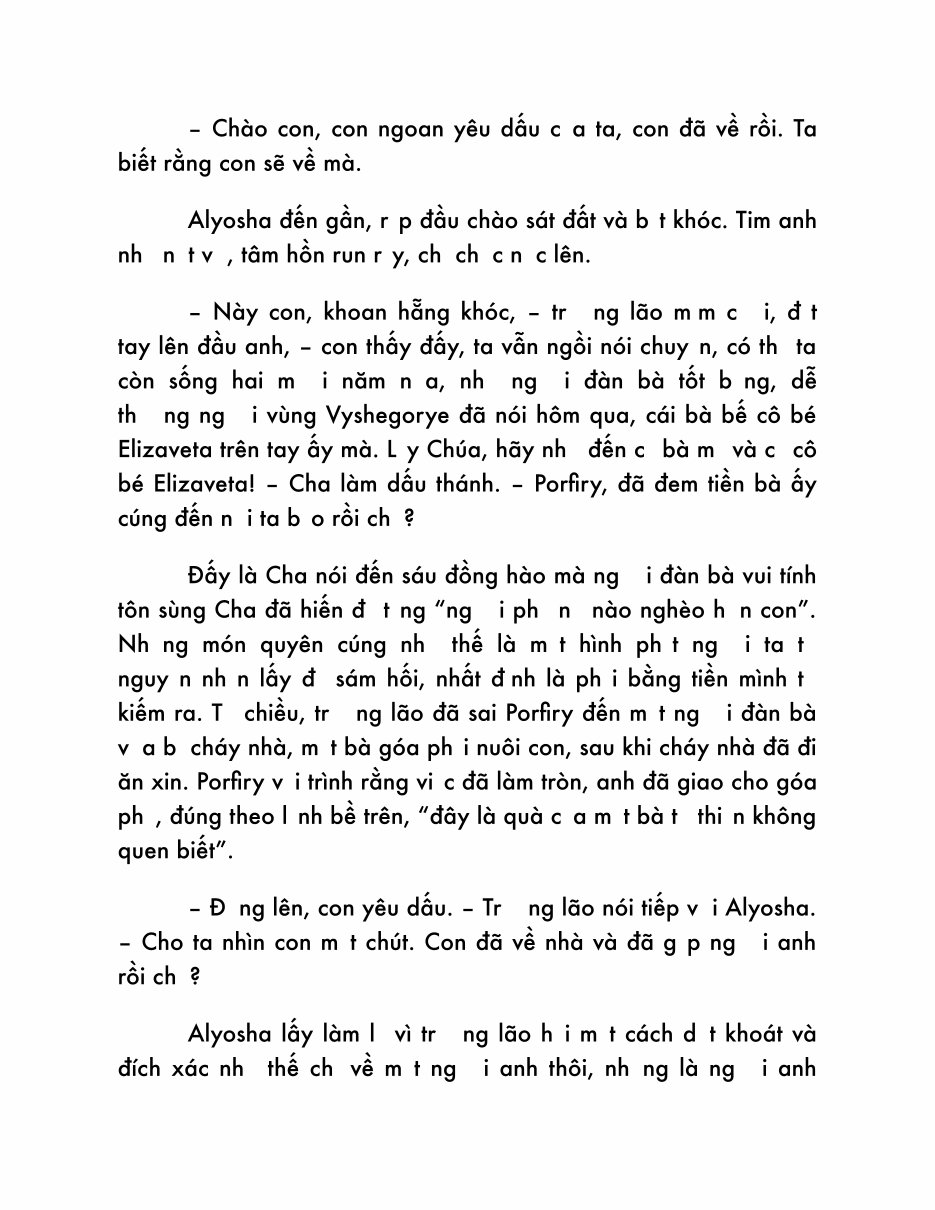 – Chào con, con ngoan yêu dấu c a ta, con đã về rồi. Ta
biết rằng con sẽ về mà.
Alyosha đến gần, r p đầu chào sát đất và b t khóc. Tim anh
nh n t v , tâm hồn run r y, ch ch c n c lên.
– Này con, khoan hẵng khóc, – tr ng lão m m c i, đ t
tay lên đầu anh, – con thấy đấy, ta vẫn ngồi nói chuy n, có th ta
còn sống hai m i năm n a, nh ng i đàn bà tốt b ng, dễ
th ng ng i vùng Vyshegorye đã nói hôm qua, cái bà bế cô bé
Elizaveta trên tay ấy mà. L y Chúa, hãy nh đến c bà m và c cô
bé Elizaveta! – Cha làm dấu thánh. – Porfiry, đã đem tiền bà ấy
cúng đến n i ta b o rồi ch ?
Đấy là Cha nói đến sáu đồng hào mà ng i đàn bà vui tính
tôn sùng Cha đã hiến đ t ng “ng i ph n nào nghèo h n con”.
Nh ng món quyên cúng nh thế là m t hình ph t ng i ta t
nguy n nh n lấy đ sám hối, nhất đ nh là ph i bằng tiền mình t
kiếm ra. T chiều, tr ng lão đã sai Porfiry đến m t ng i đàn bà
v a b cháy nhà, m t bà góa ph i nuôi con, sau khi cháy nhà đã đi
ăn xin. Porfiry v i trình rằng vi c đã làm tròn, anh đã giao cho góa
ph , đúng theo l nh bề trên, “đây là quà c a m t bà t thi n không
quen biết”.
– Đ ng lên, con yêu dấu. – Tr ng lão nói tiếp v i Alyosha.
– Cho ta nhìn con m t chút. Con đã về nhà và đã g p ng i anh
rồi ch ?
Alyosha lấy làm l vì tr ng lão h i m t cách d t khoát và
đích xác nh thế ch về m t ng i anh thôi, nh ng là ng i anh